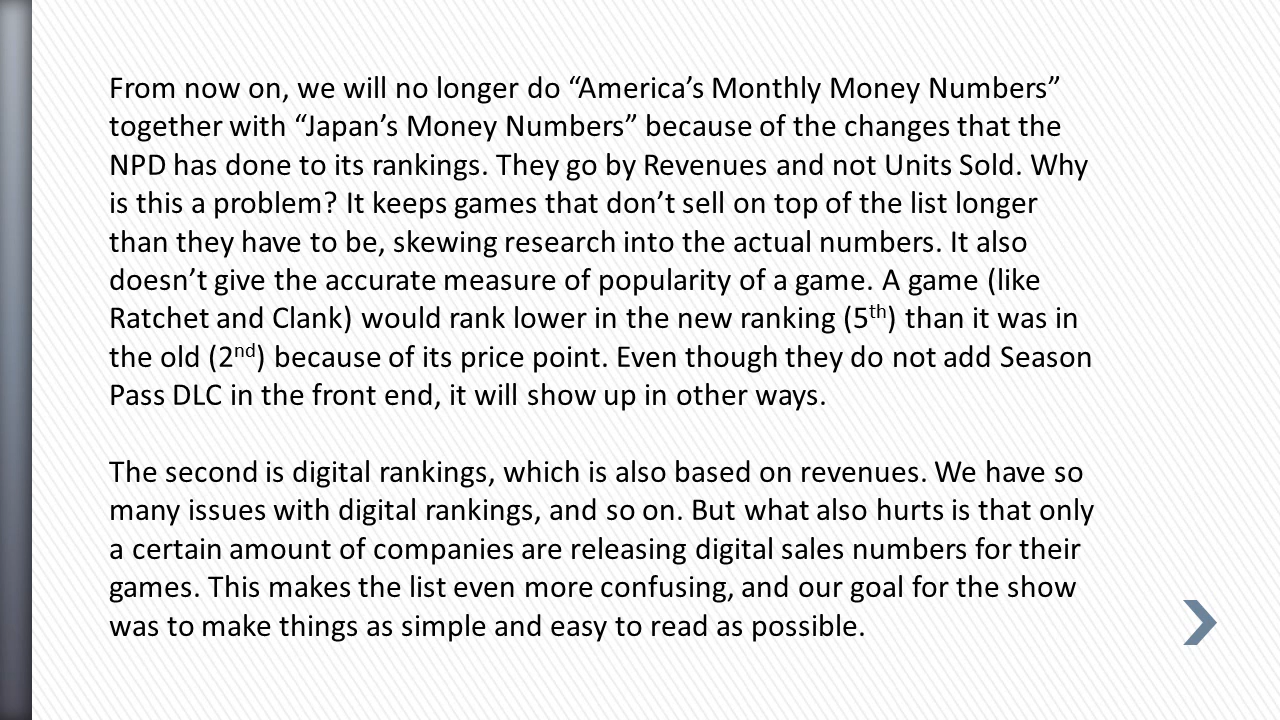 From now on, we will no longer do “America’s Monthly Money Numbers”
together with “Japan’s Money Numbers” because of the changes that the
NPD has done to its rankings. They go by Revenues and not Units Sold. Why
is this a problem? It keeps games that don’t sell on top of the list longer
than they have to be, skewing research into the actual numbers. It also
doesn’t give the accurate measure of popularity of a game. A game (like
Ratchet and Clank) would rank lower in the new ranking (5th) than it was in
the old (2nd) because of its price point. Even though they do not add Season
Pass DLC in the front end, it will show up in other ways.
The second is digital rankings, which is also based on revenues. We have so
many issues with digital rankings, and so on. But what also hurts is that only
a certain amount of companies are releasing digital sales numbers for their
games. This makes the list even more confusing, and our goal for the show
was to make things as simple and easy to read as possible.